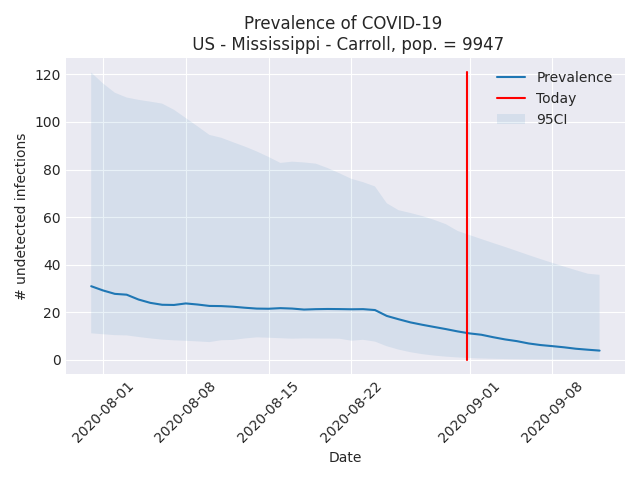 Prevalence of COVID-19
US - Mississippi - Carroll, pop. = 9947
Prevalence
Today
95CI
120
100
80
60
40
20
0
# undetected infections
2020-08-01
2020-08-08
2020-08-15
2020-08-22
2020-09-01
2020-09-08
Date